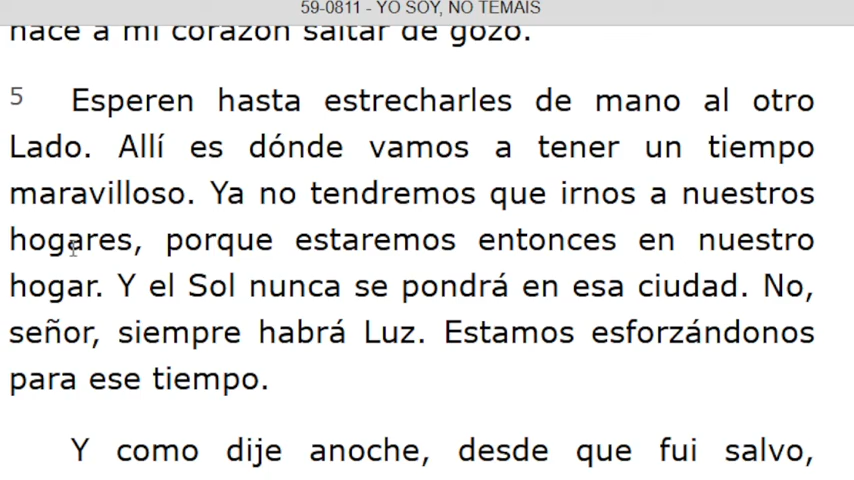 59-0811 - YO SOY, NO TEMAIS
hace a mi corazón saltar de gozo.
5 Esperen hasta estrecharles de mano al otro
Lado. Allí es dónde vamos a tener un tiempo
maravilloso. Ya no tendremos que irnos a nuestros
hogares, porque estaremos entonces en nuestro
hogar. Y el Sol nunca se pondrá en esa ciudad. No,
señor, siempre habrá Luz. Estamos esforzándonos
para ese tiempo.
Y como dije anoche, desde que fui salvo,